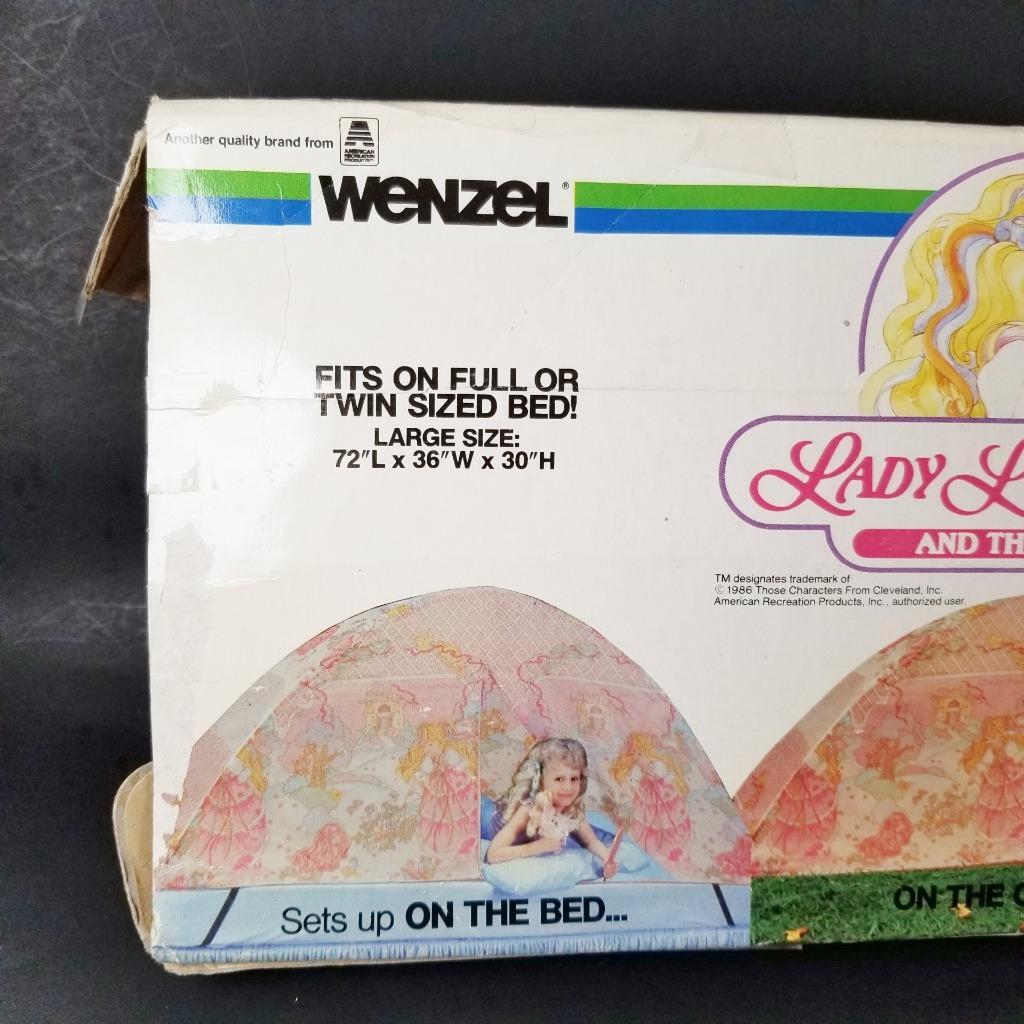 Another quality brand from
A
AMERICAN
RECREATION
PRODUCTS
WENZEL®
FITS ON FULL OR
TWIN SIZED BED!
LARGE SIZE:
72"L x 36"W x 30"H
LADY L
AND TH
TM designates trademark of
© 1986 Those Characters From Cleveland, Inc.
American Recreation Products, Inc., authorized user.
Sets up ON THE BED...
ON THE